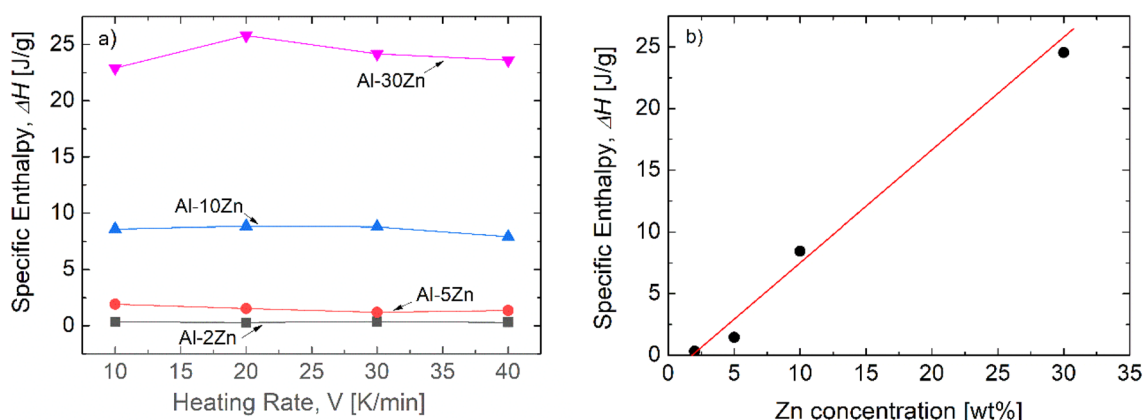 a)
Specific Enthalpy, ΔH [J/g]
25
20
15
10
5
0
Al-30Zn
Al-10Zn
Al-5Zn
Al-2Zn
10 15 20 25 30 35 40
Heating Rate, V [K/min]
b)
Specific Enthalpy, ΔH [J/g]
25
20
15
10
5
0
0 5 10 15 20 25 30 35
Zn concentration [wt%]